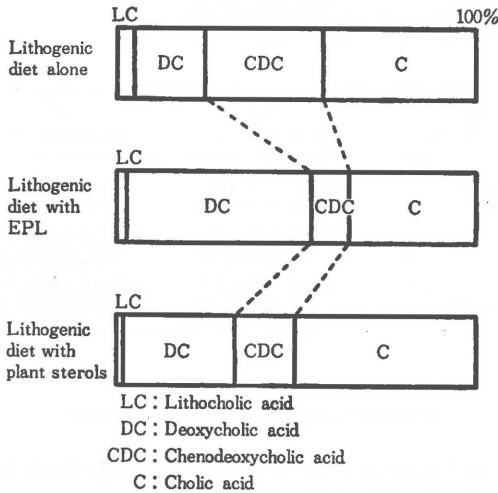 LC 100%
Lithogenic
diet alone
DC CDC C
LC
Lithogenic
diet with
EPL
DC CDC C
LC
Lithogenic
diet with
plant sterols
DC CDC C
LC : Lithocholic acid
DC : Deoxycholic acid
CDC : Chenodeoxycholic acid
C : Cholic acid